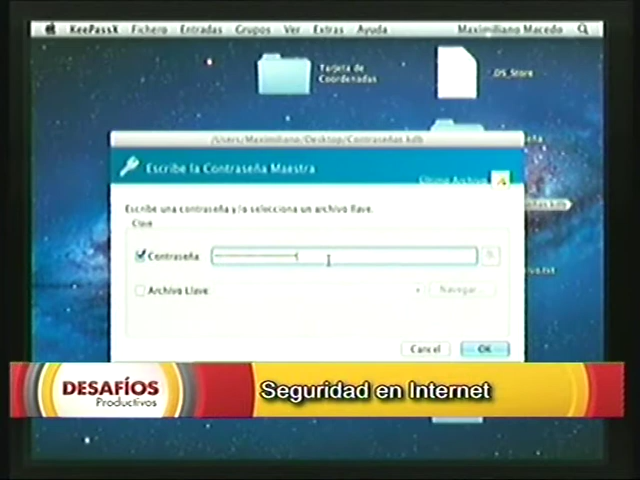 KeePassX Fichero Entradas Grupos Ver Extras Ayuda Maximiliano Macedo
Tarjeta de
Coordenadas
.DS_Store
/Users/Maximiliano/Desktop/Contraseñas.kdb
Escribe la Contraseña Maestra
Último Archivo
Escribe una contraseña y/o selecciona un archivo llave.
Clave
Contraseña:
Archivo Llave:
Navegar...
Cancel
OK
DESAFÍOS
Productivos
Seguridad en Internet